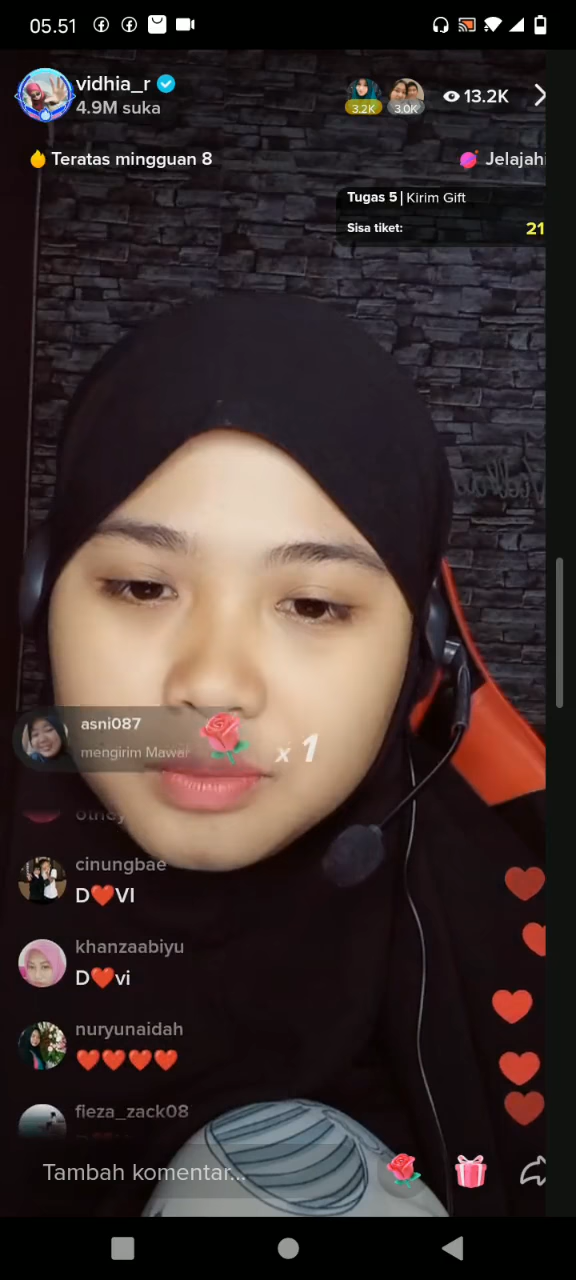 05.51
vidhia_r
4.9M suka
3.2K
3.0K
13.2K
Teratas mingguan 8
Jelajahi
Tugas 5 | Kirim Gift
Sisa tiket:
21
asni087
mengirim Mawar
x 1
cinungbae
D❤️VI
khanzaabiyu
D❤️vi
nuryunaidah
❤️❤️❤️❤️
fieza_zack08
Tambah komentar...